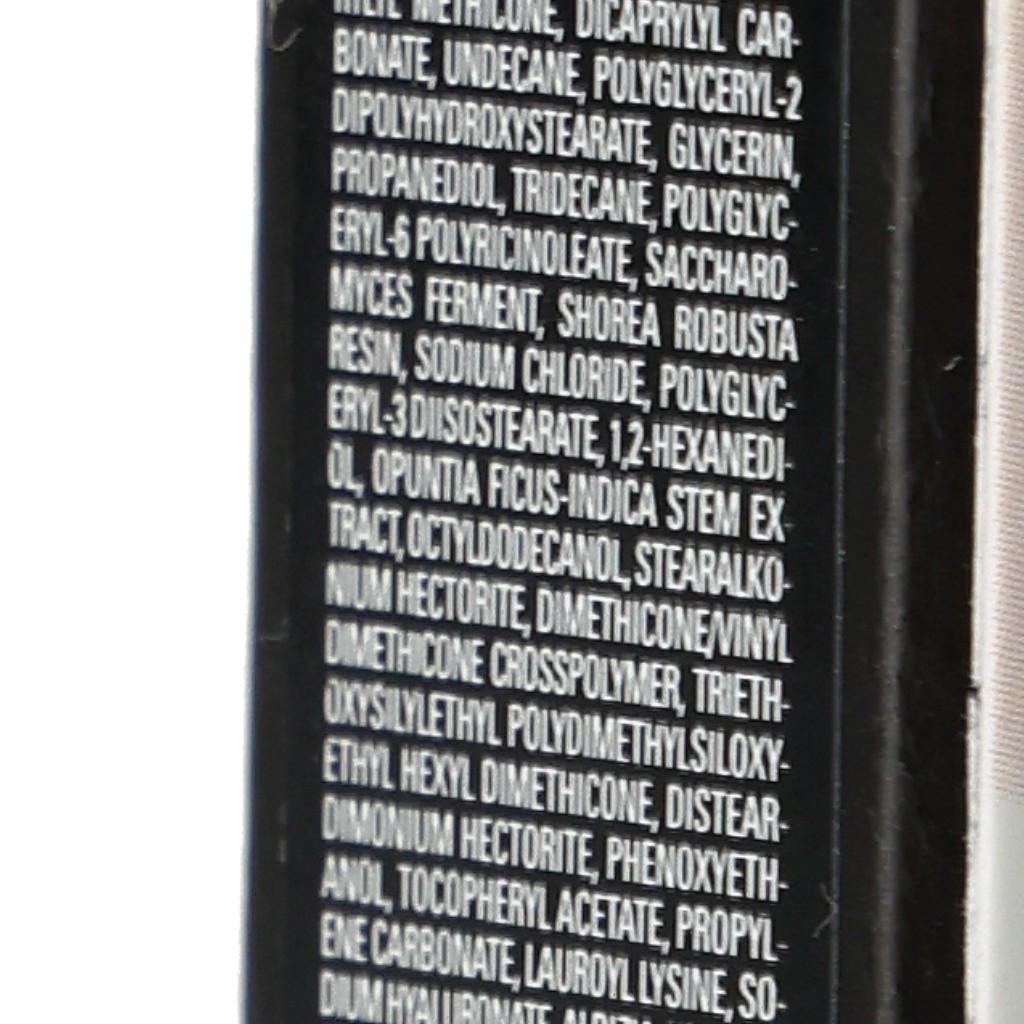 METHICONE, DICAPRYLYL CAR-
BONATE, UNDECANE, POLYGLYCERYL-2
DIPOLYHYDROXYSTEARATE, GLYCERIN,
PROPANEDIOL, TRIDECANE, POLYGLYC-
ERYL-6 POLYRICINOLEATE, SACCHARO-
MYCES FERMENT, SHOREA ROBUSTA
RESIN, SODIUM CHLORIDE, POLYGLYC-
ERYL-3 DIISOSTEARATE, 1,2-HEXANEDI-
OL, OPUNTIA FICUS-INDICA STEM EX-
TRACT, OCTYLDODECANOL, STEARALKO-
NIUM HECTORITE, DIMETHICONE/VINYL
DIMETHICONE CROSSPOLYMER, TRIETH-
OXYSILYLETHYL POLYDIMETHYLSILOXY-
ETHYL HEXYL DIMETHICONE, DISTEAR-
DIMONIUM HECTORITE, PHENOXYETH-
ANOL, TOCOPHERYL ACETATE, PROPYL-
ENE CARBONATE, LAUROYL LYSINE, SO-
DIUM HYALURONATE,